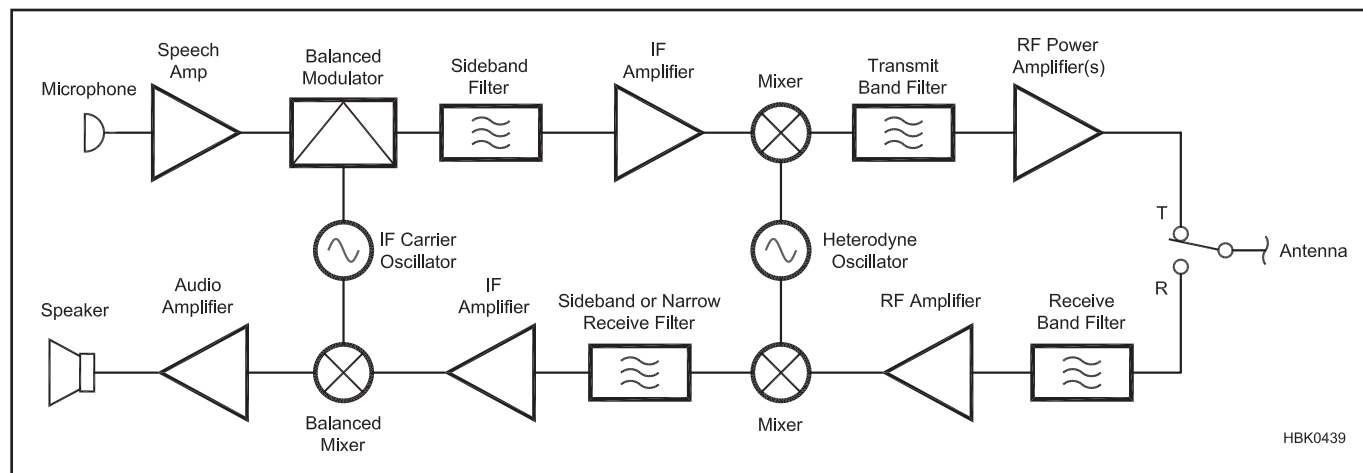 Microphone
Speech
Amp
Balanced
Modulator
Sideband
Filter
IF
Amplifier
Mixer
Transmit
Band Filter
RF Power
Amplifier(s)
IF Carrier
Oscillator
Heterodyne
Oscillator
T
R
Antenna
Speaker
Audio
Amplifier
Balanced
Mixer
IF
Amplifier
Sideband or Narrow
Receive Filter
Mixer
RF Amplifier
Receive
Band Filter
HBK0439